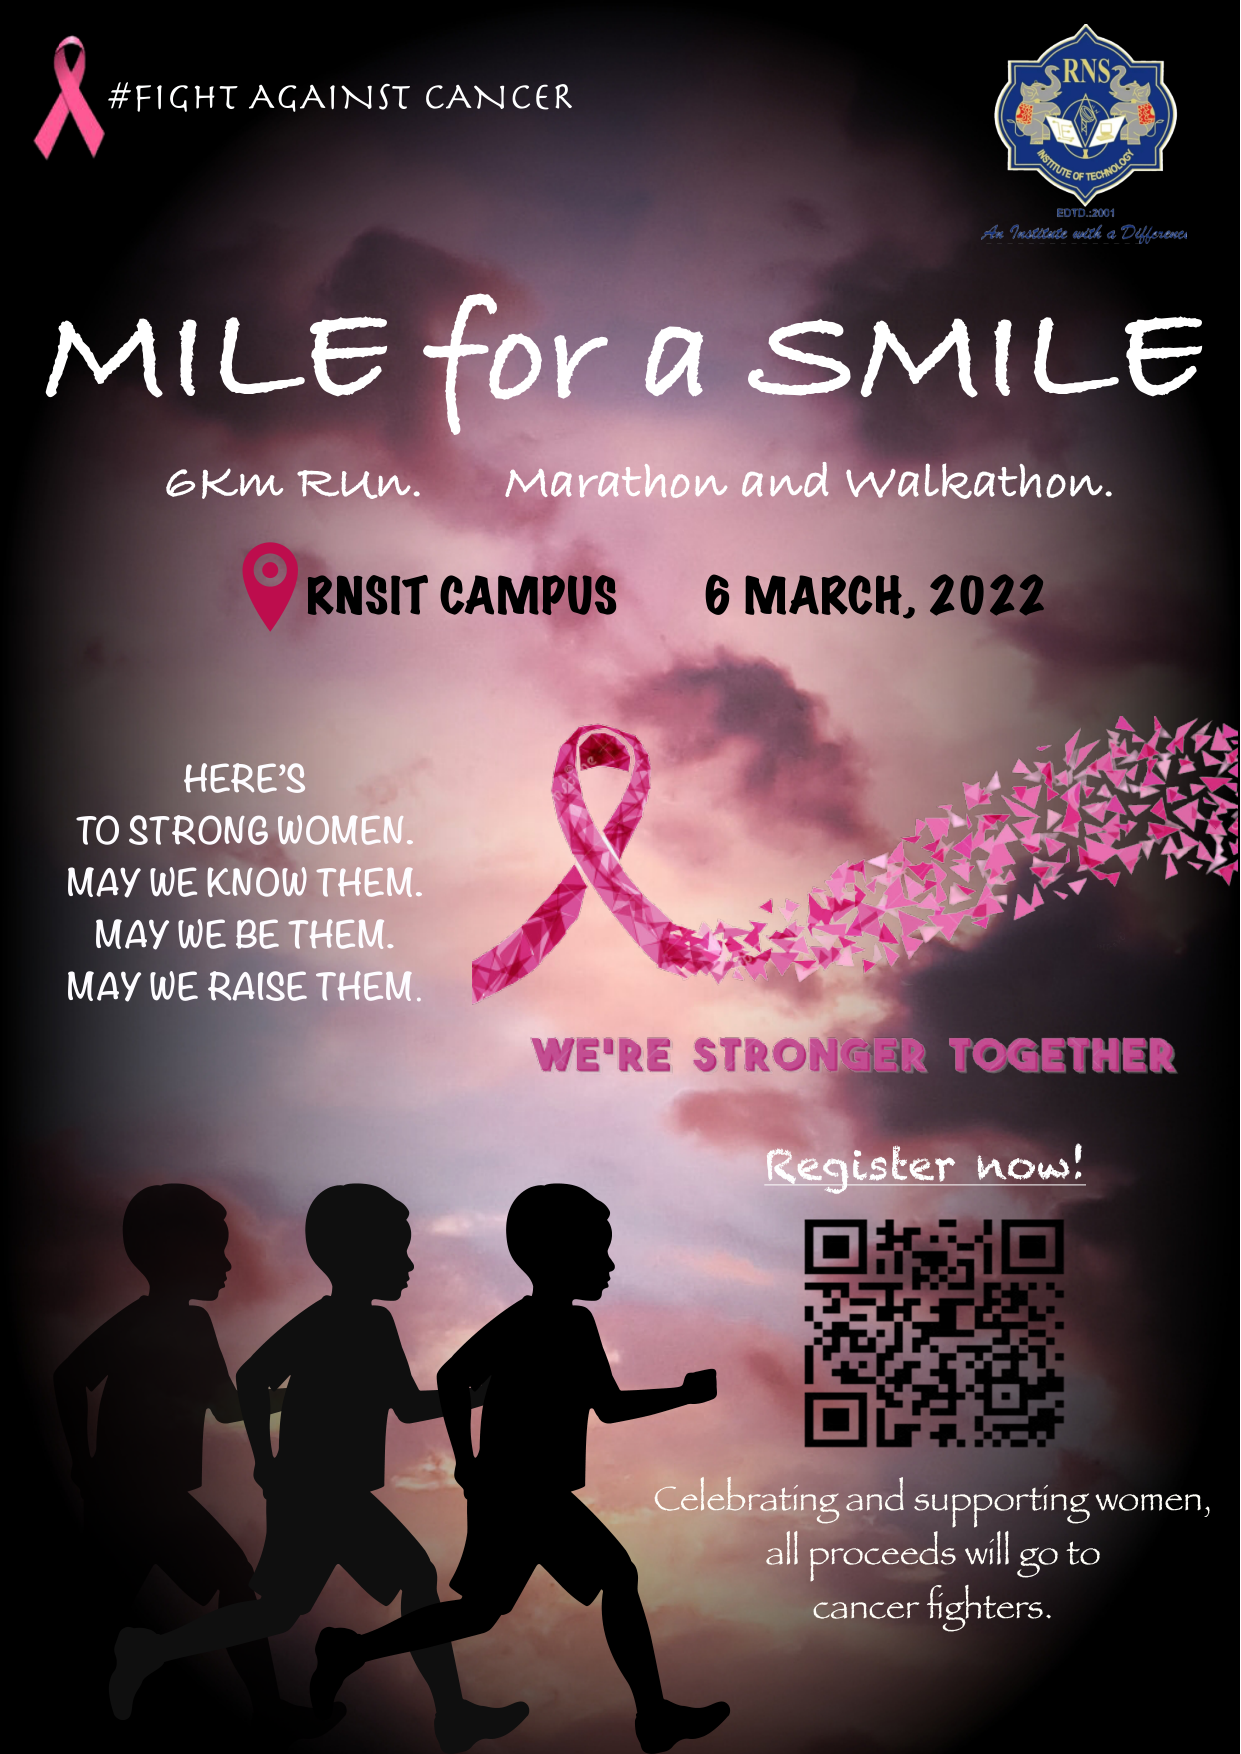 #FIGHT AGAINST CANCER
RNS
INSTITUTE OF TECHNOLOGY
EDTD.:2001
An Institute with a Difference
MILE for a SMILE
6Km RUn. Marathon and Walkathon.
RNSIT CAMPUS 6 MARCH, 2022
HERE'S
TO STRONG WOMEN.
MAY WE KNOW THEM.
MAY WE BE THEM.
MAY WE RAISE THEM.
WE'RE STRONGER TOGETHER
Register now!
Celebrating and supporting women,
all proceeds will go to
cancer fighters.